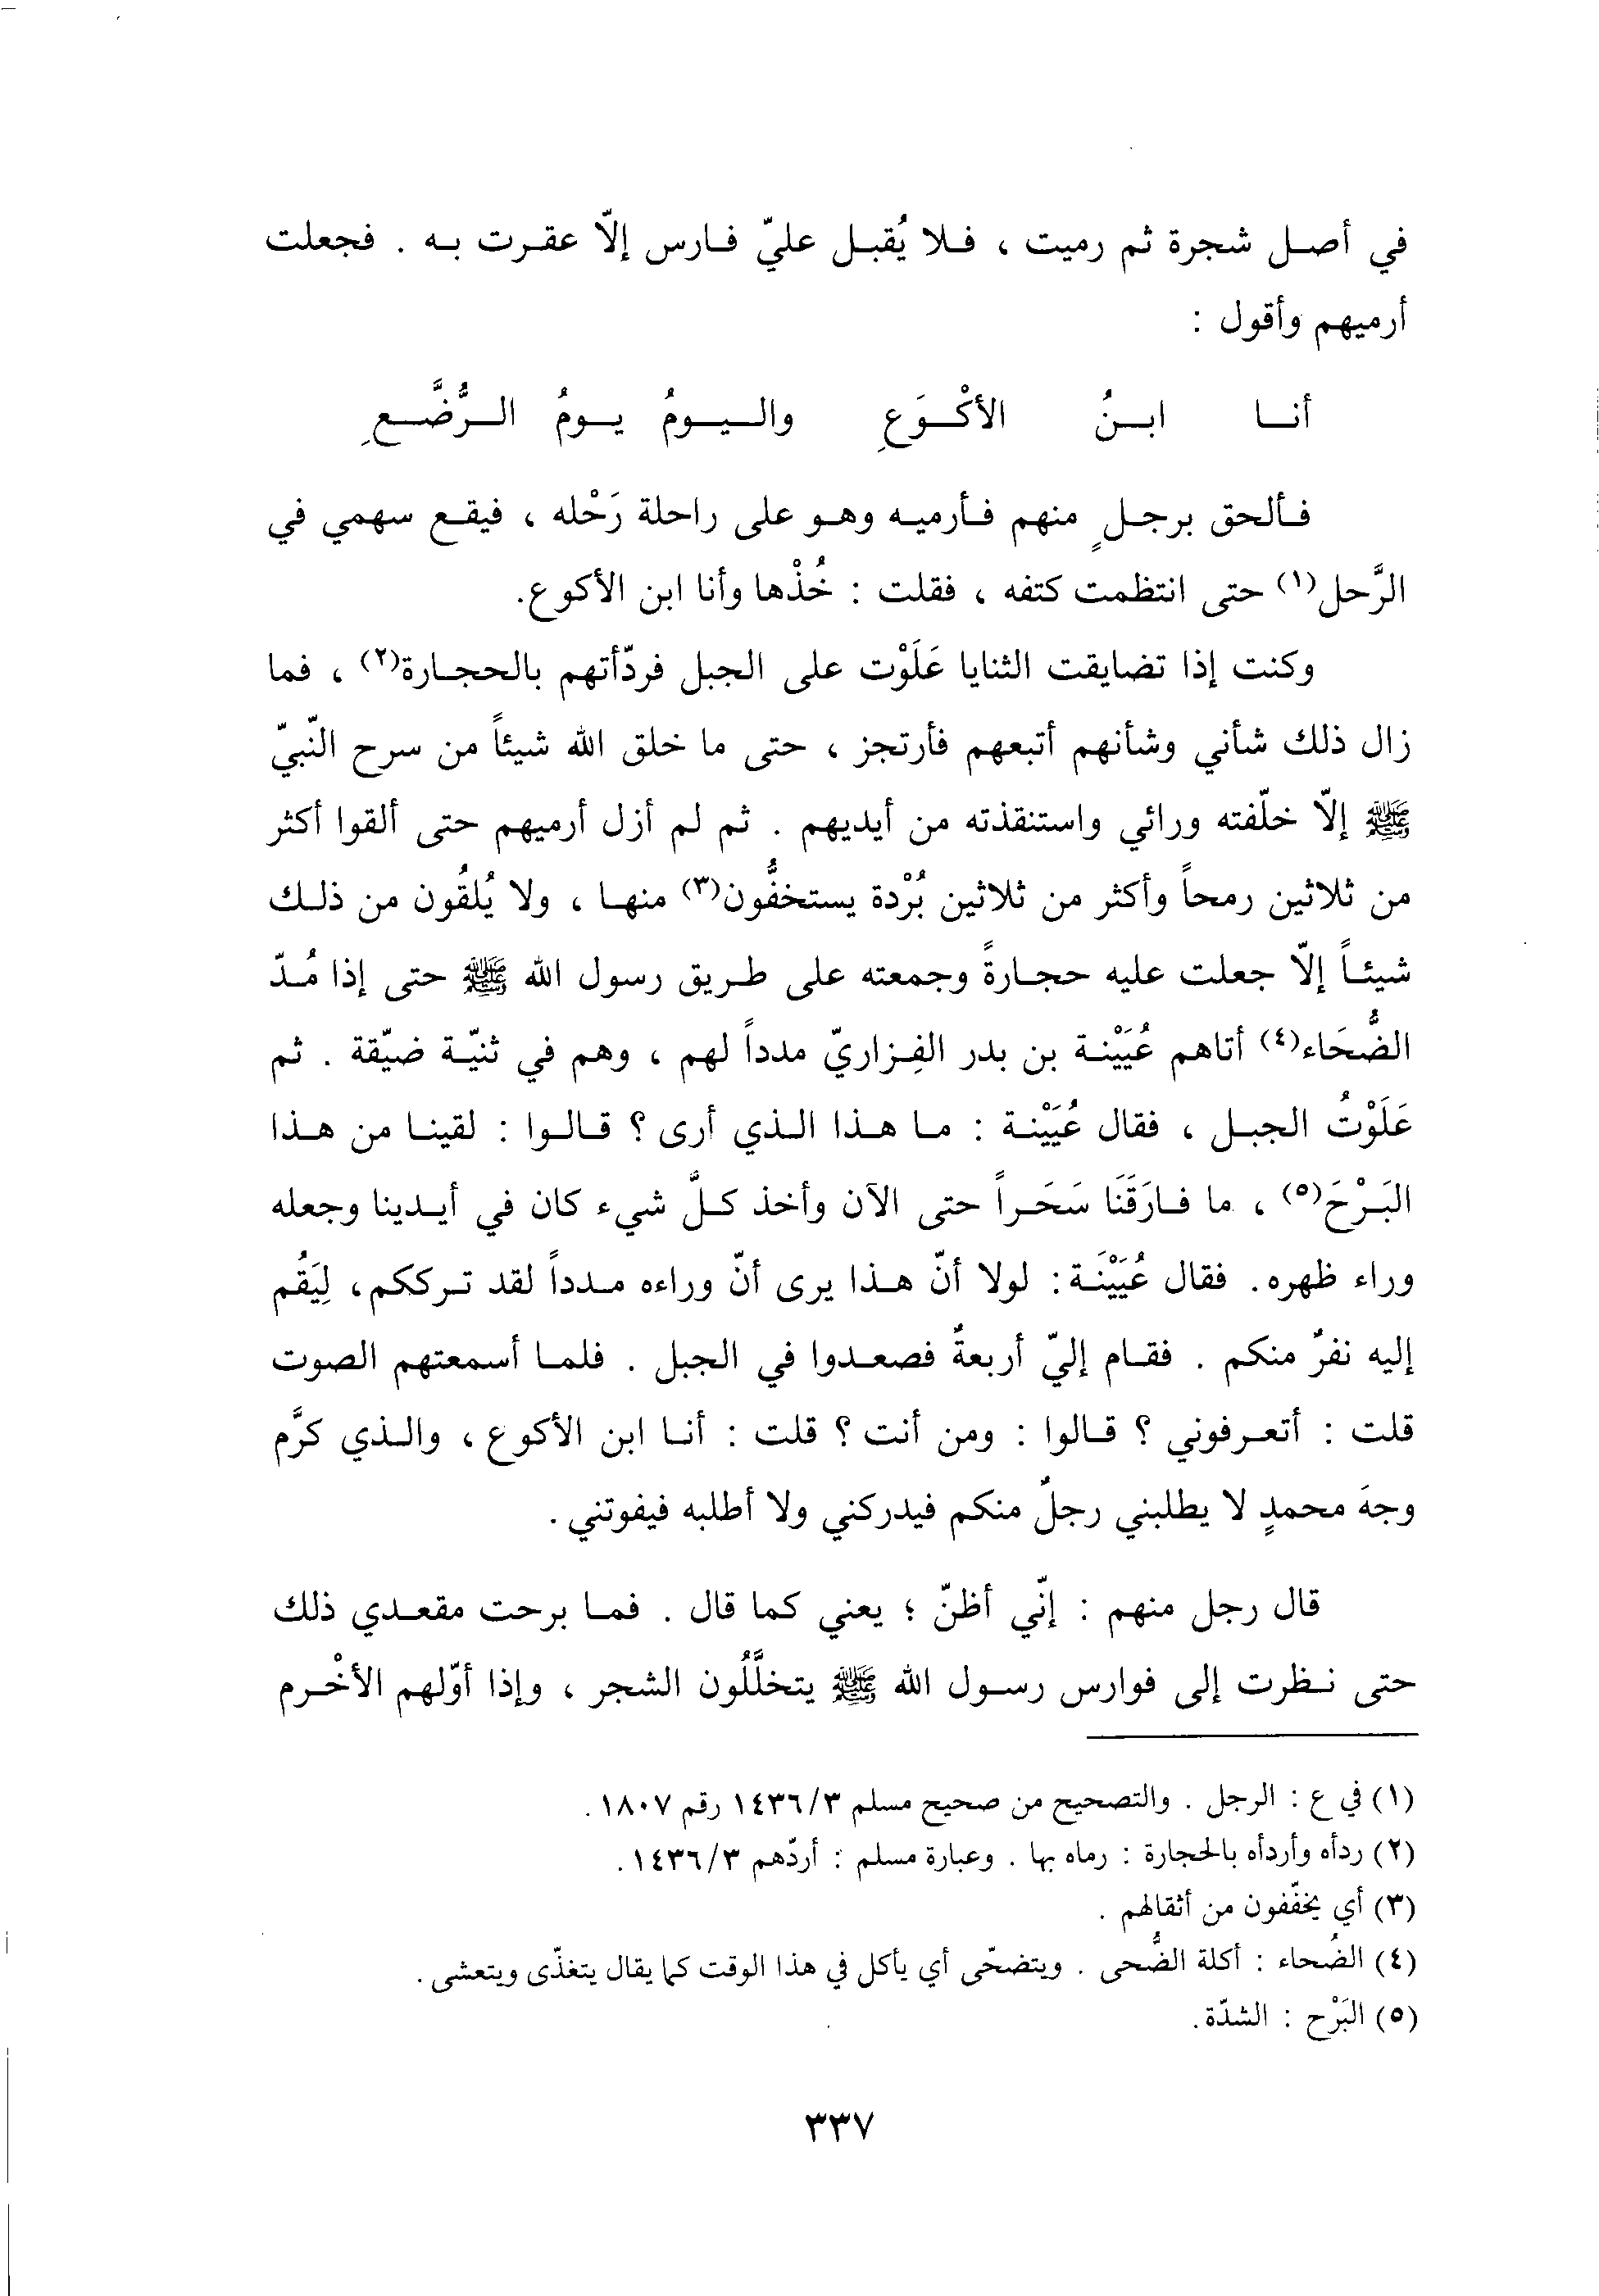 في أصل شجرة ثم رميت ، فلا يُقبل عليّ فارس إلّا عقرت به . فجعلت
أرميهم وأقول :
أنا ابنُ الأكْوَعِ واليومُ يومُ الرُّضَّعِ
فألحق برجلٍ منهم فأرميه وهو على راحلة رَحْله ، فيقع سهمي في
الرَّحل(١) حتى انتظمت كتفه ، فقلت : خُذْها وأنا ابن الأكوع.
وكنت إذا تضايقت الثنايا عَلَوْت على الجبل فردّأتهم بالحجارة(٢) ، فما
زال ذلك شأني وشأنهم أتبعهم فأرتجز ، حتى ما خلق الله شيئاً من سرح النّبيّ
ﷺ إلّا خلّفته ورائي واستنقذته من أيديهم . ثم لم أزل أرميهم حتى ألقوا أكثر
من ثلاثين رمحاً وأكثر من ثلاثين بُرْدة يستخفُّون(٣) منها ، ولا يُلقُون من ذلك
شيئاً إلّا جعلت عليه حجارةً وجمعته على طريق رسول الله ﷺ حتى إذا مُدّ
الضُّحَاء(٤) أتاهم عُيَيْنة بن بدر الفِزاريّ مدداً لهم ، وهم في ثنيّة ضيّقة . ثم
عَلَوْتُ الجبل ، فقال عُيَيْنة : ما هذا الذي أرى ؟ قالوا : لقينا من هذا
البَرْحَ(٥) ، ما فارَقَنَا سَحَراً حتى الآن وأخذ كلَّ شيء كان في أيدينا وجعله
وراء ظهره. فقال عُيَيْنَة: لولا أنّ هذا يرى أنّ وراءه مدداً لقد ترككم، لِيَقُم
إليه نفرٌ منكم . فقام إليّ أربعةٌ فصعدوا في الجبل . فلما أسمعتهم الصوت
قلت : أتعرفوني ؟ قالوا : ومن أنت ؟ قلت : أنا ابن الأكوع ، والذي كرَّم
وجهَ محمدٍ لا يطلبني رجلٌ منكم فيدركني ولا أطلبه فيفوتني .
قال رجل منهم : إنّي أظنّ ؛ يعني كما قال . فما برحت مقعدي ذلك
حتى نظرت إلى فوارس رسول الله ﷺ يتخلَّلُون الشجر ، وإذا أوّلهم الأخْرم
(١) في ع : الرجل . والتصحيح من صحيح مسلم ١٤٣٦/٣ رقم ١٨٠٧ .
(٢) ردأه وأردأه بالحجارة : رماه بها . وعبارة مسلم : أردّهم ١٤٣٦/٣ .
(٣) أي يخفّفون من أثقالهم .
(٤) الضُحاء : أكلة الضُّحى . ويتضحّى أي يأكل في هذا الوقت كما يقال يتغذّى ويتعشى .
(٥) البَرْح : الشدّة.
٣٣٧